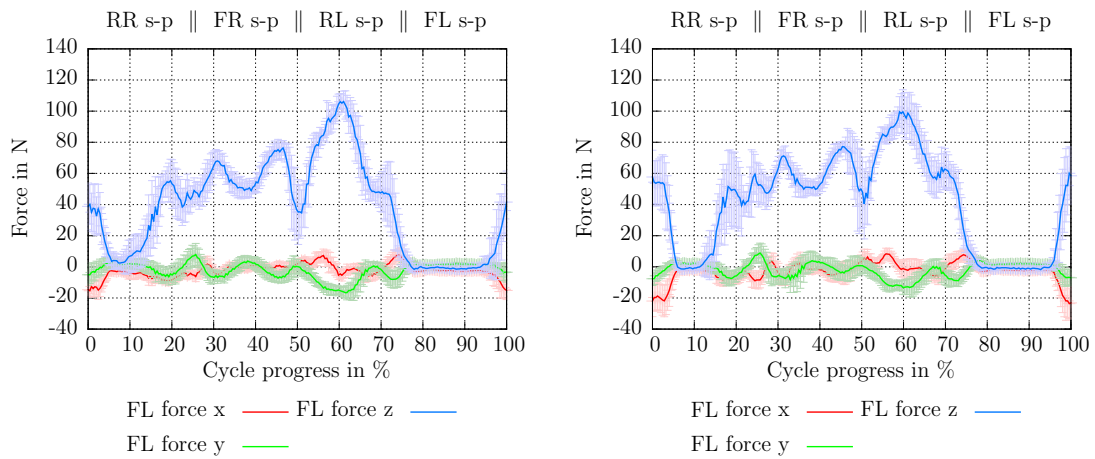 RR s-p ∥ FR s-p ∥ RL s-p ∥ FL s-p
140
120
100
80
60
40
20
0
-20
-40
Force in N
0 10 20 30 40 50 60 70 80 90 100
Cycle progress in %
FL force x FL force z
FL force y
RR s-p ∥ FR s-p ∥ RL s-p ∥ FL s-p
140
120
100
80
60
40
20
0
-20
-40
Force in N
0 10 20 30 40 50 60 70 80 90 100
Cycle progress in %
FL force x FL force z
FL force y